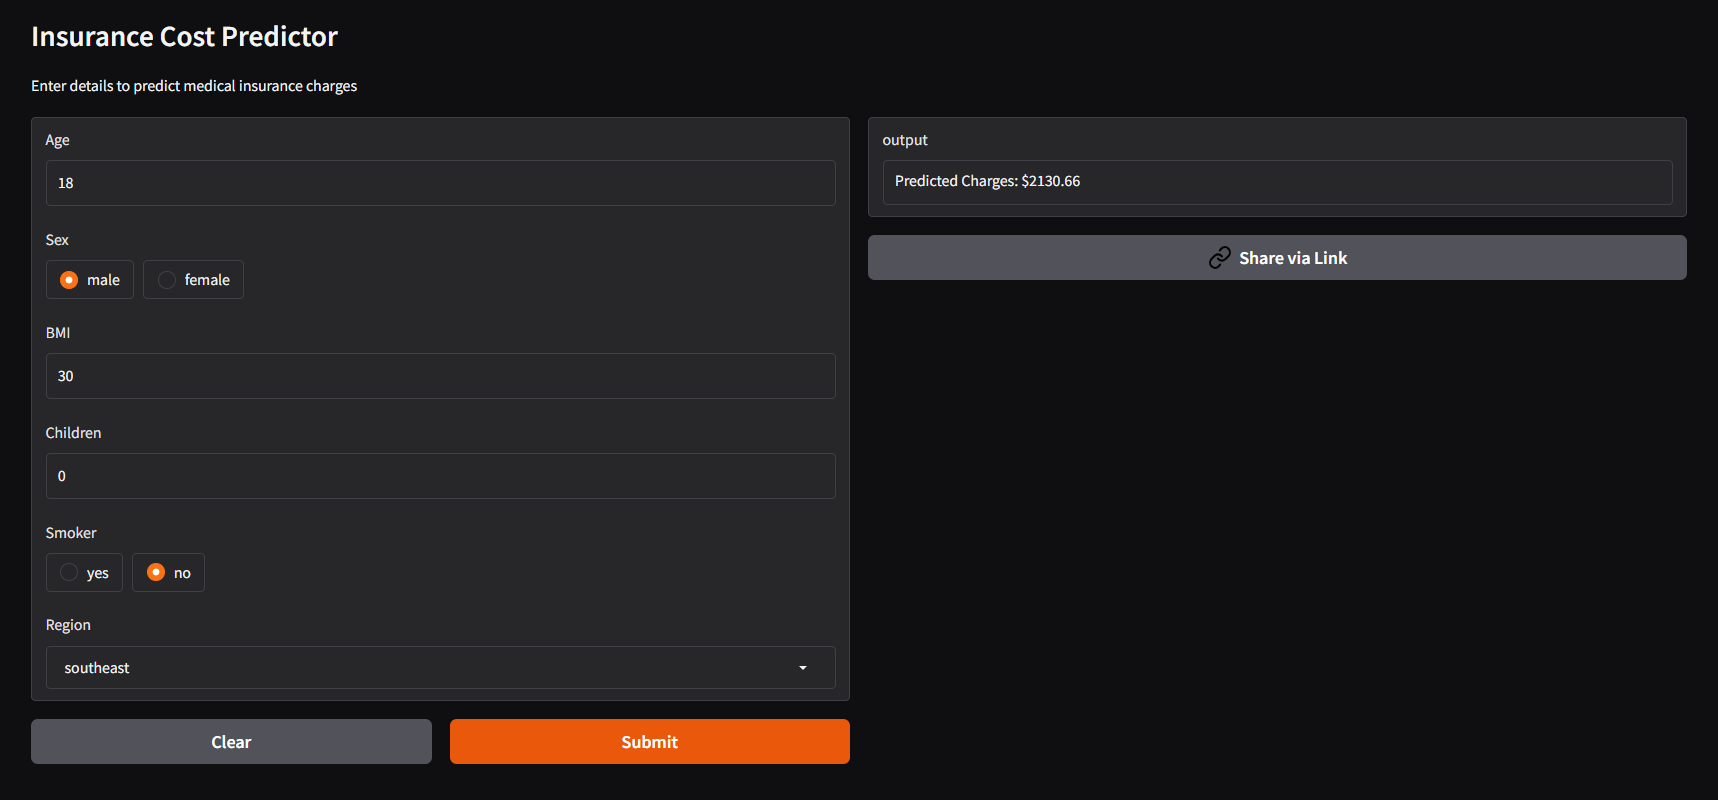 Insurance Cost Predictor
Enter details to predict medical insurance charges
Age
18
Sex
male female
BMI
30
Children
0
Smoker
yes no
Region
southeast
Clear Submit
output
Predicted Charges: $2130.66
Share via Link